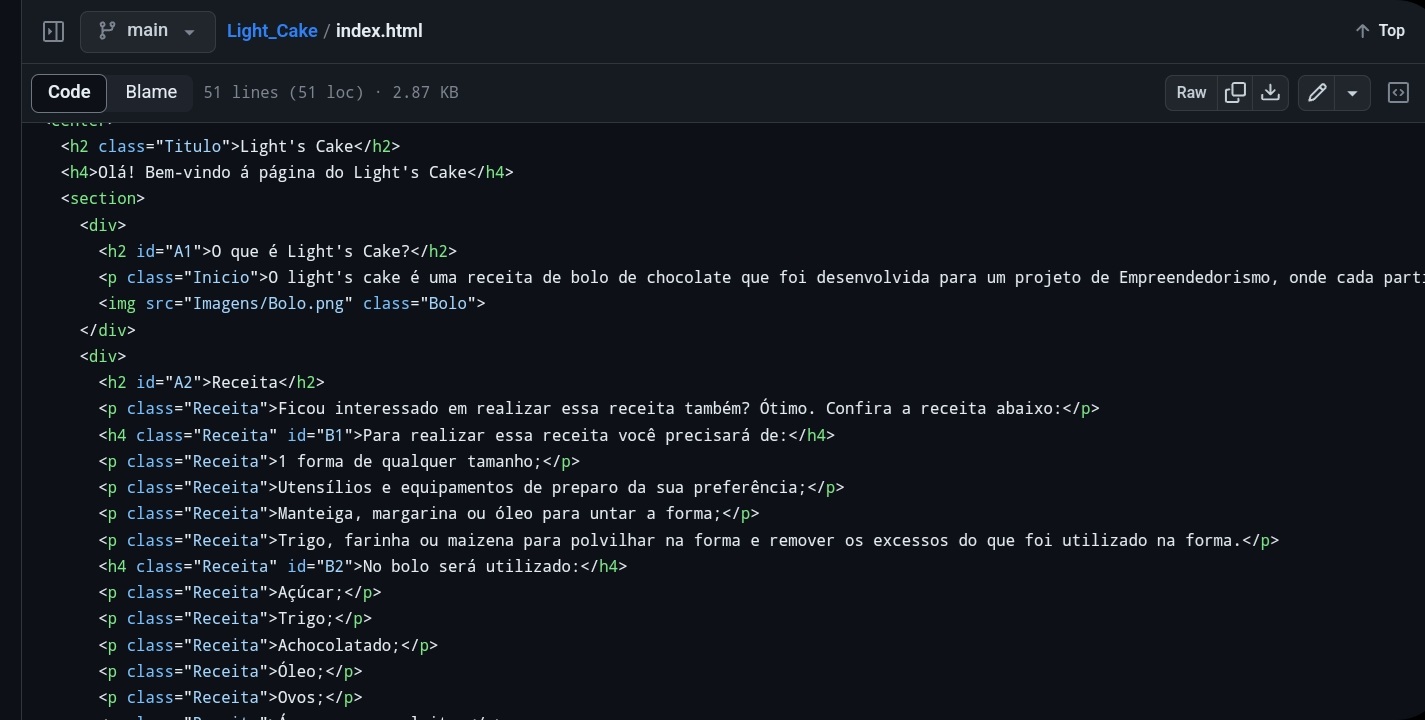 main
Light_Cake / index.html
Top
Code Blame 51 lines (51 loc) · 2.87 KB
Raw
<center>
<h2 class="Titulo">Light's Cake</h2>
<h4>Olá! Bem-vindo á página do Light's Cake</h4>
<section>
<div>
<h2 id="A1">O que é Light's Cake?</h2>
<p class="Inicio">O light's cake é uma receita de bolo de chocolate que foi desenvolvida para um projeto de Empreendedorismo, onde cada parti
<img src="Imagens/Bolo.png" class="Bolo">
</div>
<div>
<h2 id="A2">Receita</h2>
<p class="Receita">Ficou interessado em realizar essa receita também? Ótimo. Confira a receita abaixo:</p>
<h4 class="Receita" id="B1">Para realizar essa receita você precisará de:</h4>
<p class="Receita">1 forma de qualquer tamanho;</p>
<p class="Receita">Utensílios e equipamentos de preparo da sua preferência;</p>
<p class="Receita">Manteiga, margarina ou óleo para untar a forma;</p>
<p class="Receita">Trigo, farinha ou maizena para polvilhar na forma e remover os excessos do que foi utilizado na forma.</p>
<h4 class="Receita" id="B2">No bolo será utilizado:</h4>
<p class="Receita">Açúcar;</p>
<p class="Receita">Trigo;</p>
<p class="Receita">Achocolatado;</p>
<p class="Receita">Óleo;</p>
<p class="Receita">Ovos;</p>